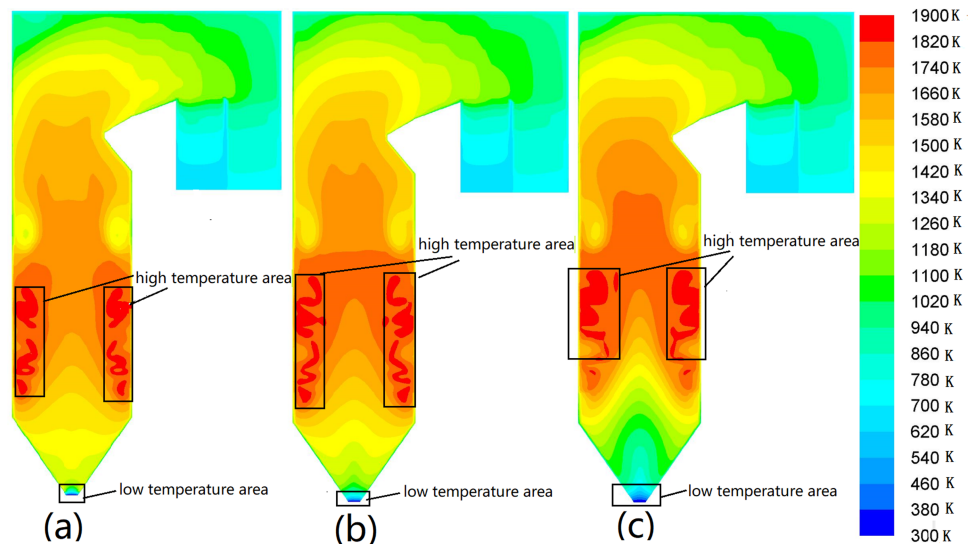 high temperature area
low temperature area
(a)
high temperature area
low temperature area
(b)
high temperature area
low temperature area
(c)
1900 K
1820 K
1740 K
1660 K
1580 K
1500 K
1420 K
1340 K
1260 K
1180 K
1100 K
1020 K
940 K
860 K
780 K
700 K
620 K
540 K
460 K
380 K
300 K